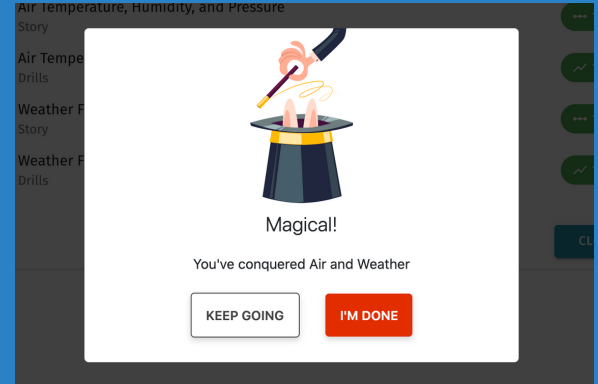 Air Temperature, Humidity, and Pressure
Story
Air Tempe
Drills
Weather F
Story
Weather F
Drills
CL
Magical!
You've conquered Air and Weather
KEEP GOING
I'M DONE